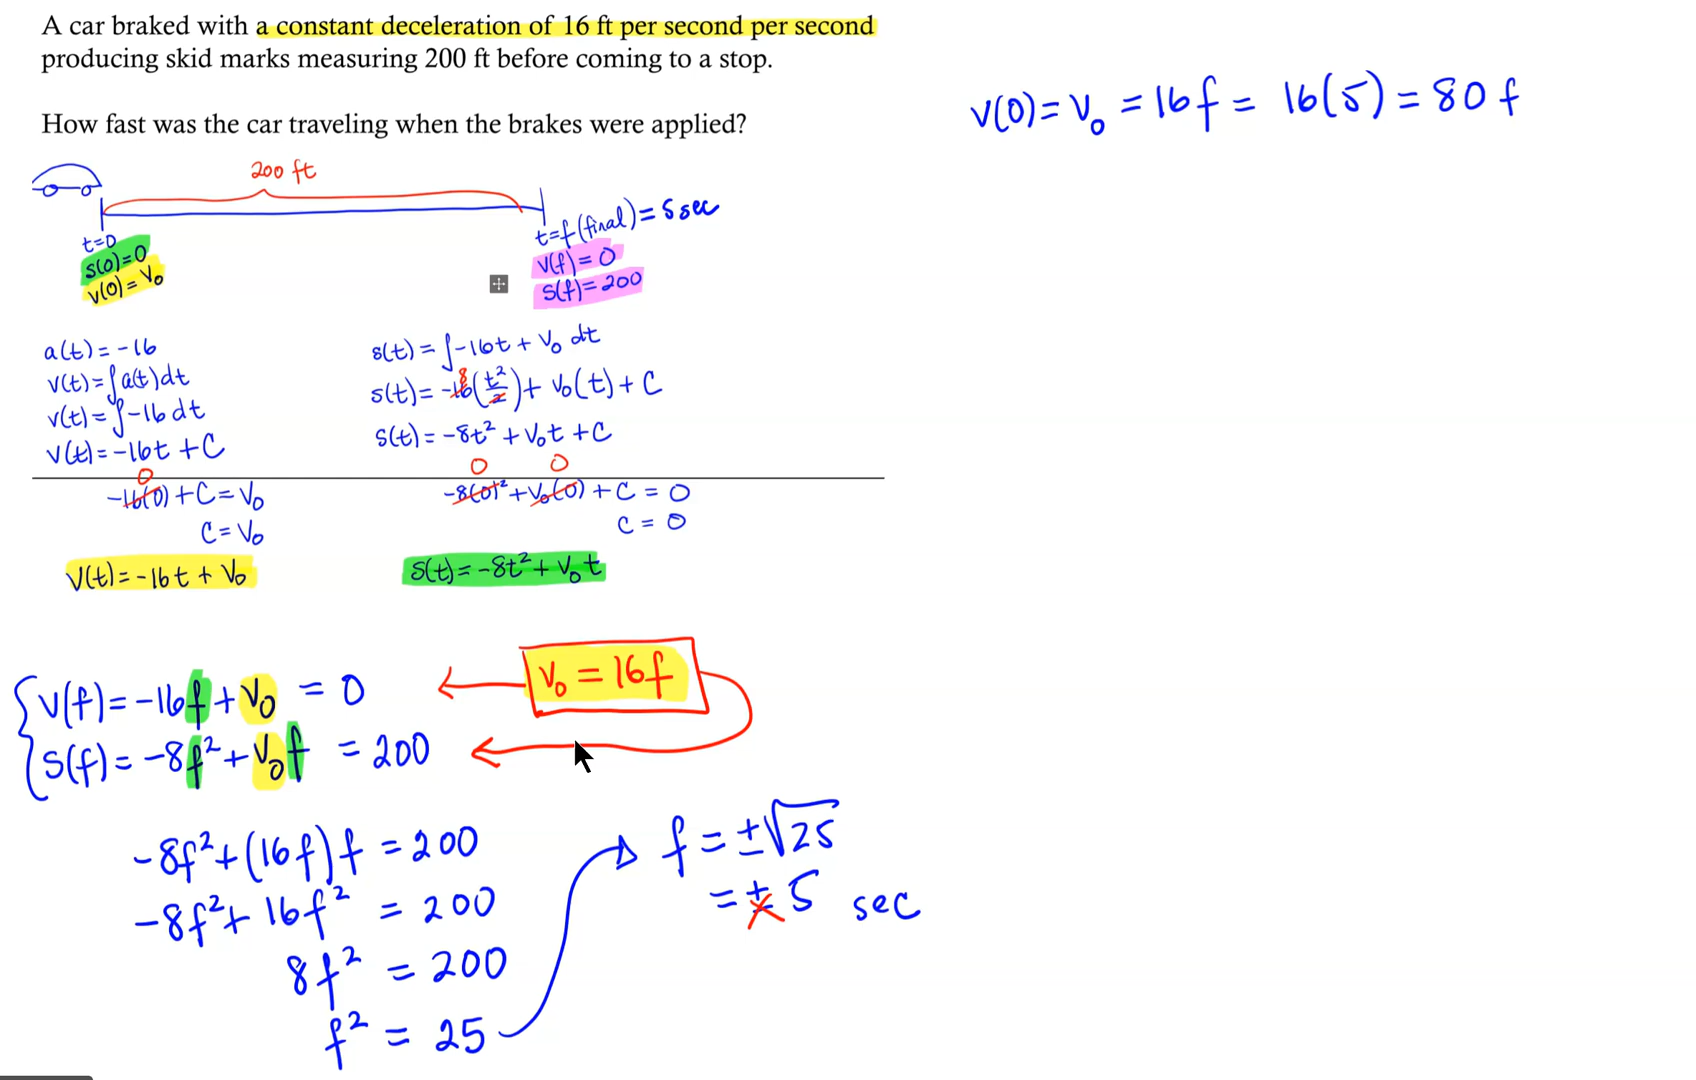 A car braked with a constant deceleration of 16 ft per second per second
producing skid marks measuring 200 ft before coming to a stop.
How fast was the car traveling when the brakes were applied?
v(0) = v₀ = 16f = 16(5) = 80 f
200 ft
t=0
s(0)=0
v(0)=v₀
t=f (final) = 5 sec
v(f)=0
s(f)=200
a(t) = -16
v(t) = ∫a(t)dt
v(t) = ∫-16 dt
v(t) = -16t + C
0
-16(0) + C = v₀
C = v₀
v(t) = -16t + v₀
s(t) = ∫-16t + v₀ dt
8
s(t) = -16(t²/2) + v₀(t) + C
s(t) = -8t² + v₀t + C
0 0
-8(0)² + v₀(0) + C = 0
C = 0
s(t) = -8t² + v₀t
v₀ = 16f
v(f) = -16f + v₀ = 0
s(f) = -8f² + v₀f = 200
-8f² + (16f)f = 200
-8f² + 16f² = 200
8f² = 200
f² = 25
f = ±√25
= ± 5 sec